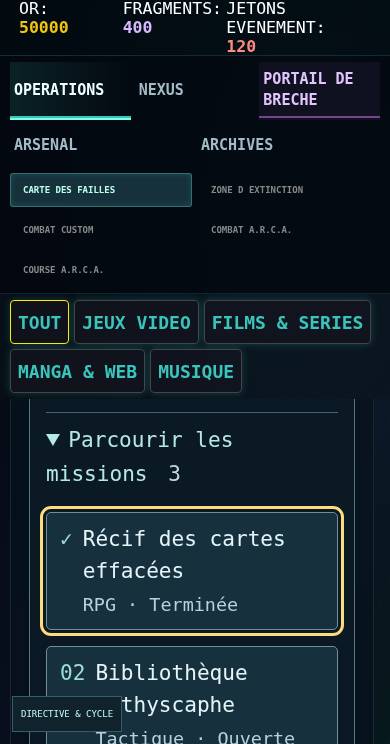 OR: FRAGMENTS: JETONS
50000 400 EVENEMENT:
120
OPERATIONS NEXUS PORTAIL DE
BRECHE
ARSENAL ARCHIVES
CARTE DES FAILLES ZONE D EXTINCTION
COMBAT CUSTOM COMBAT A.R.C.A.
COURSE A.R.C.A.
TOUT JEUX VIDEO FILMS & SERIES
MANGA & WEB MUSIQUE
▼ Parcourir les
missions 3
✓ Récif des cartes
effacées
RPG · Terminée
02 Bibliothèque
thyscaphe
DIRECTIVE & CYCLE
Tactique · Ouverte